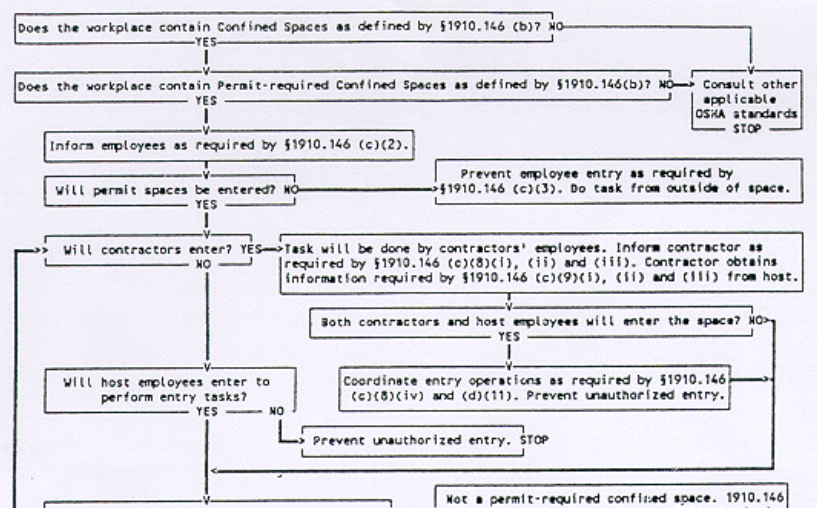 Does the workplace contain Confined Spaces as defined by §1910.146 (b)? NO
YES
Does the workplace contain Permit-required Confined Spaces as defined by §1910.146(b)? NO
YES
Consult other
applicable
OSHA standards
STOP
Inform employees as required by §1910.146 (c)(2).
Will permit spaces be entered? NO
YES
Prevent employee entry as required by
§1910.146 (c)(3). Do task from outside of space.
Will contractors enter? YES
NO
Task will be done by contractors' employees. Inform contractor as
required by §1910.146 (c)(8)(i), (ii) and (iii). Contractor obtains
information required by §1910.146 (c)(9)(i), (ii) and (iii) from host.
Both contractors and host employees will enter the space? NO
YES
Will host employees enter to
perform entry tasks?
YES NO
Coordinate entry operations as required by §1910.146
(c)(8)(iv) and (d)(11). Prevent unauthorized entry.
Prevent unauthorized entry. STOP
Not a permit-required confined space. 1910.146